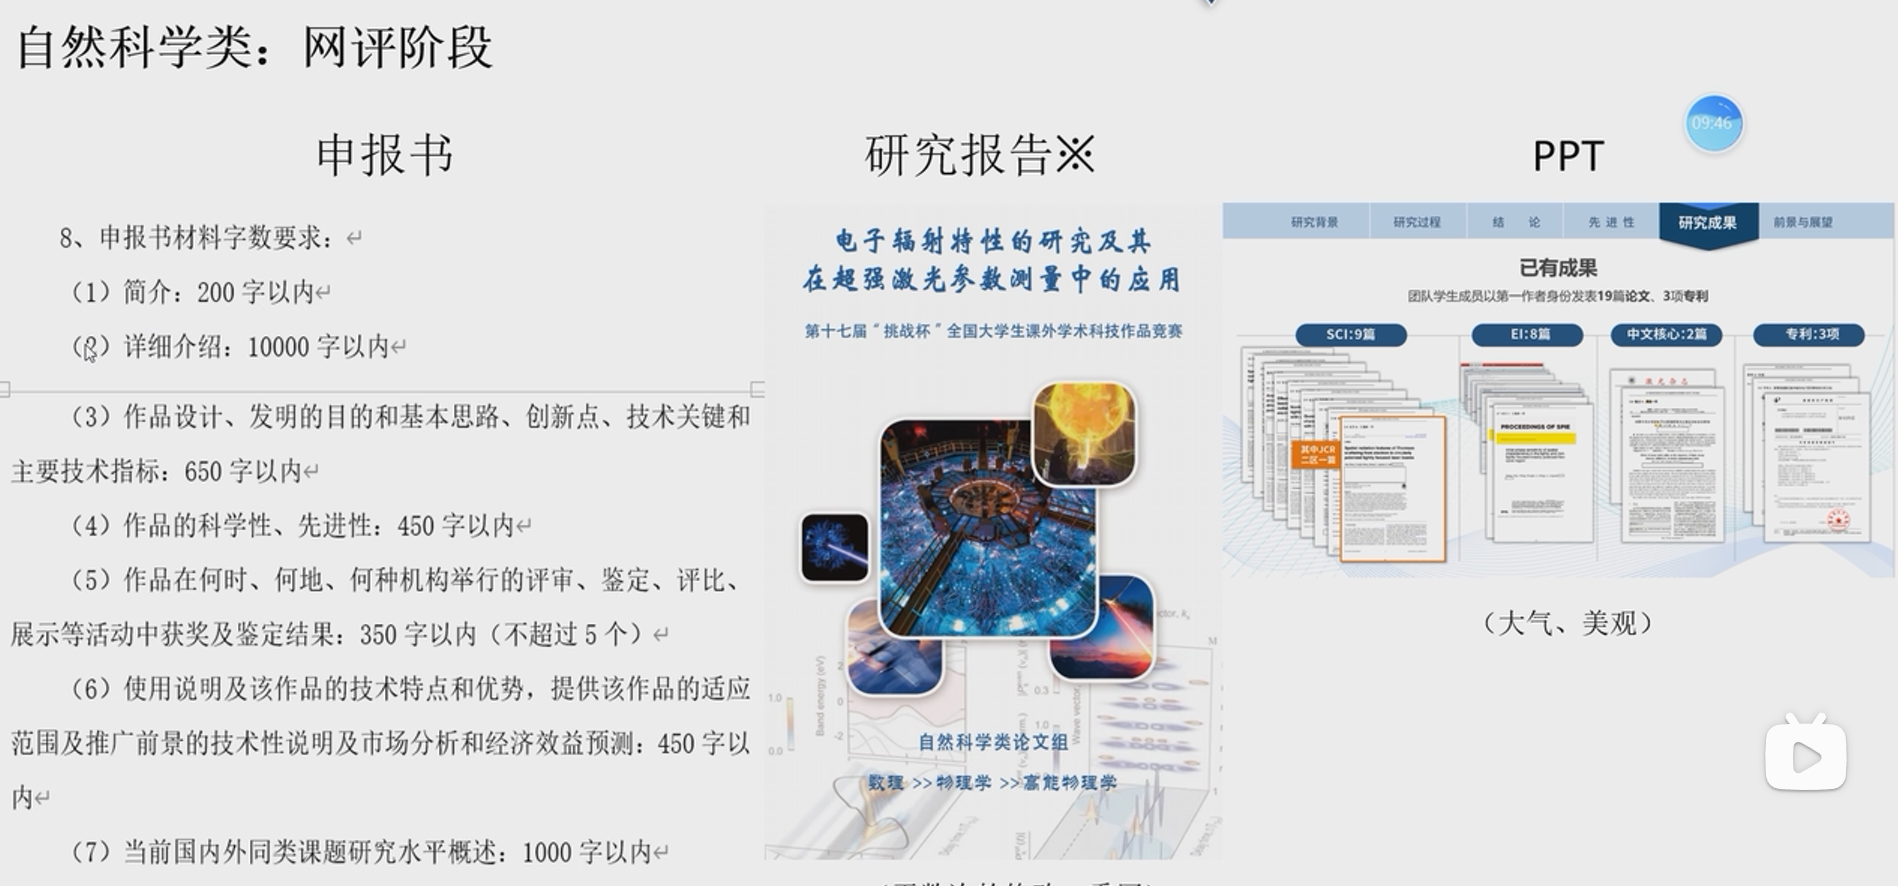 自然科学类：网评阶段
申报书
8、申报书材料字数要求：
（1）简介：200 字以内
（2）详细介绍：10000 字以内
（3）作品设计、发明的目的和基本思路、创新点、技术关键和
主要技术指标：650 字以内
（4）作品的科学性、先进性：450 字以内
（5）作品在何时、何地、何种机构举行的评审、鉴定、评比、
展示等活动中获奖及鉴定结果：350 字以内（不超过 5 个）
（6）使用说明及该作品的技术特点和优势，提供该作品的适应
范围及推广前景的技术性说明及市场分析和经济效益预测：450 字以
内
（7）当前国内外同类课题研究水平概述：1000 字以内
研究报告※
电子辐射特性的研究及其
在超强激光参数测量中的应用
第十七届“挑战杯”全国大学生课外学术科技作品竞赛
Band energy (eV)
2
0
-2
1.0
0.0
0.3
1.0
Wave vector,
ctor, kx
M
自然科学类论文组
数理 >>物理学 >>高能物理学
PPT
09:46
研究背景 研究过程 结 论 先 进 性 研究成果 前景与展望
已有成果
团队学生成员以第一作者身份发表19篇论文、3项专利
SCI:9篇 EI:8篇 中文核心:2篇 专利:3项
其中JCR
二区一篇
PROCEEDINGS OF SPIE
（大气、美观）